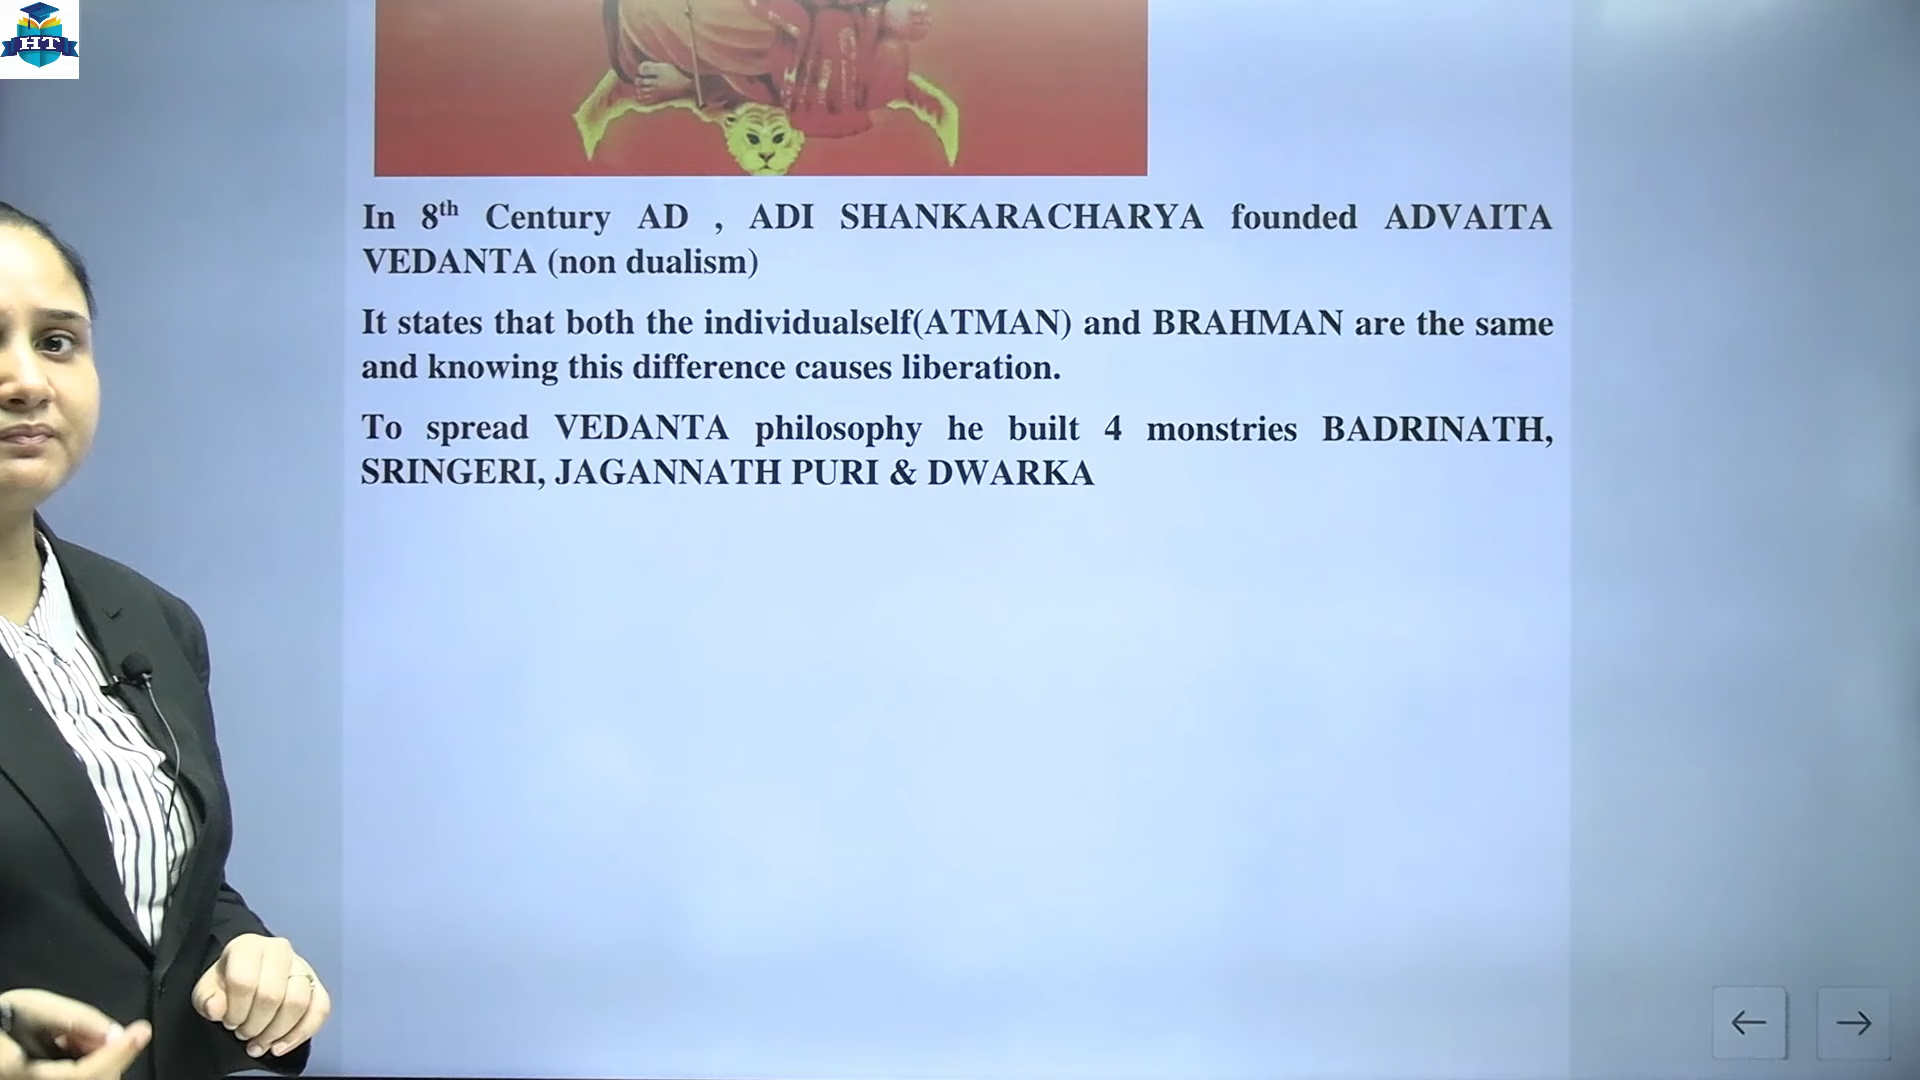 HT
In 8th Century AD , ADI SHANKARACHARYA founded ADVAITA
VEDANTA (non dualism)
It states that both the individualself(ATMAN) and BRAHMAN are the same
and knowing this difference causes liberation.
To spread VEDANTA philosophy he built 4 monstries BADRINATH,
SRINGERI, JAGANNATH PURI & DWARKA